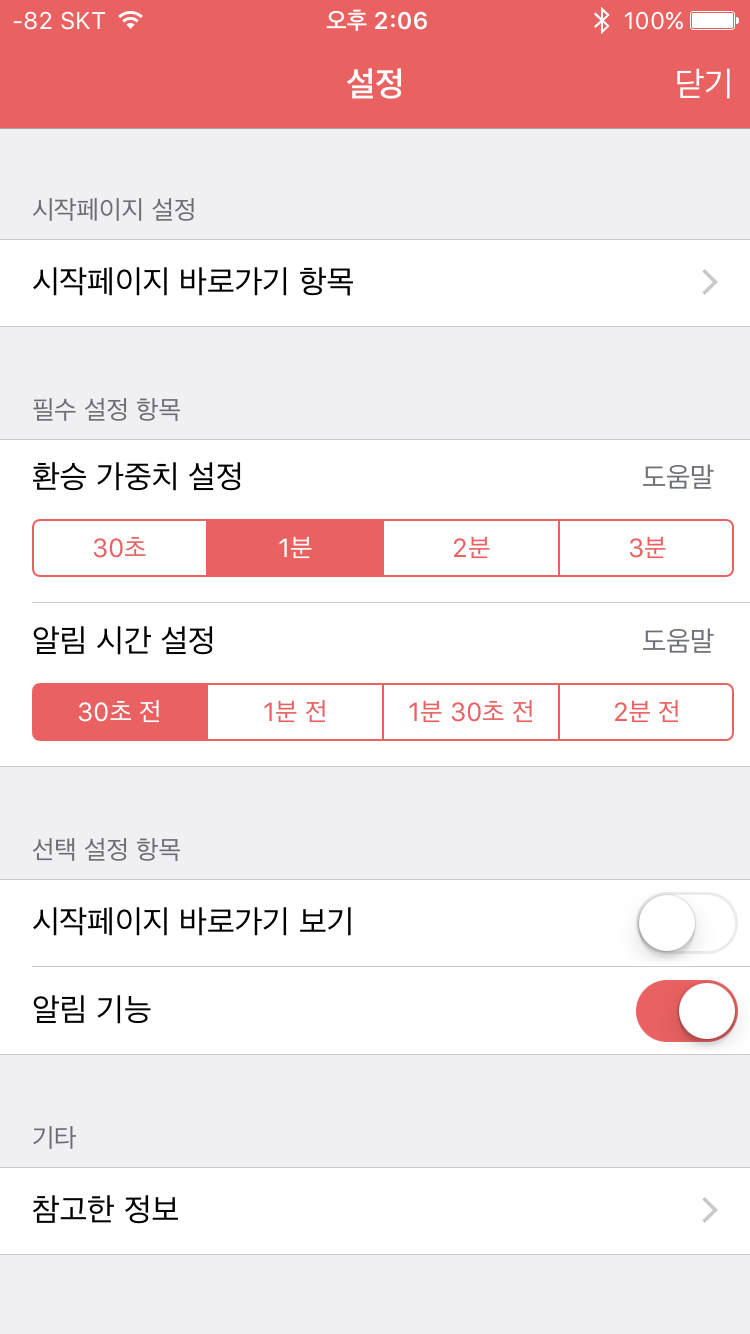 -82 SKT 오후 2:06 100%
설정 닫기
시작페이지 설정
시작페이지 바로가기 항목
필수 설정 항목
환승 가중치 설정 도움말
30초 1분 2분 3분
알림 시간 설정 도움말
30초 전 1분 전 1분 30초 전 2분 전
선택 설정 항목
시작페이지 바로가기 보기
알림 기능
기타
참고한 정보